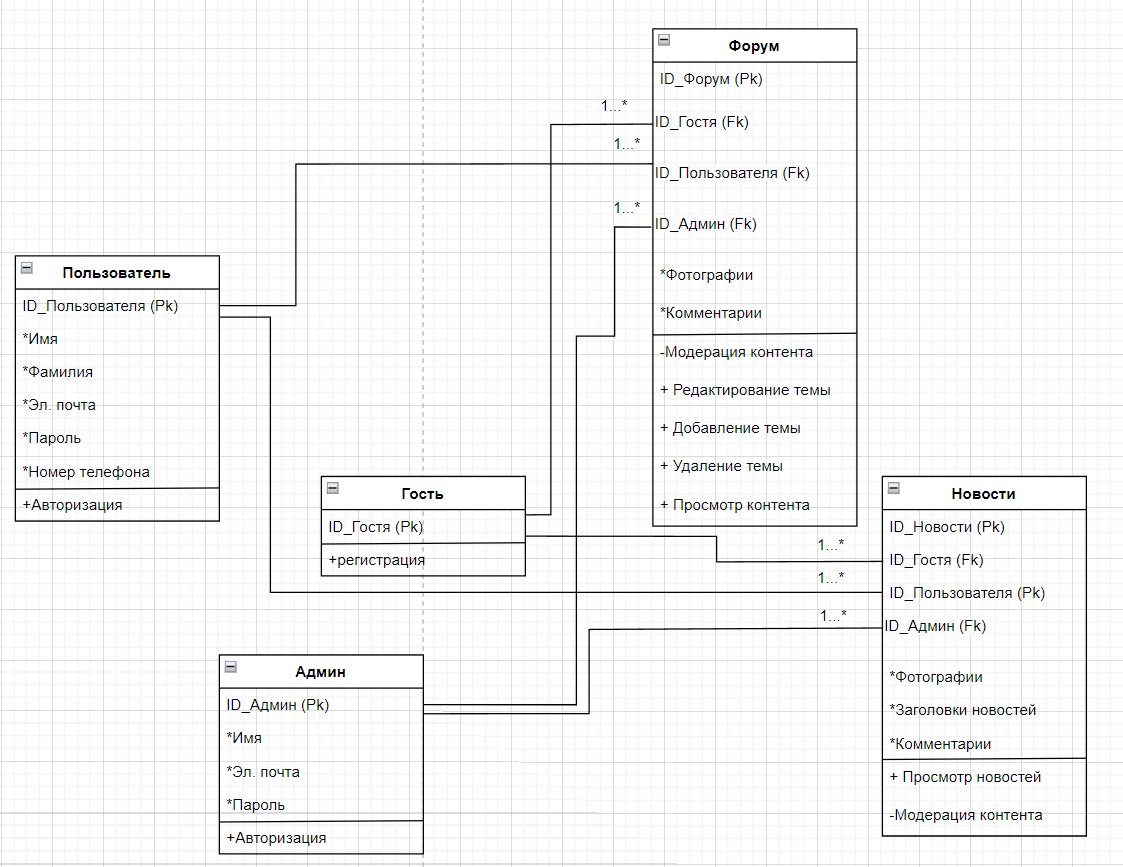 Форум
ID_Форум (Pk)
1...*
ID_Гостя (Fk)
1...*
ID_Пользователя (Fk)
1...*
ID_Админ (Fk)
*Фотографии
*Комментарии
-Модерация контента
+ Редактирование темы
+ Добавление темы
+ Удаление темы
+ Просмотр контента
Пользователь
ID_Пользователя (Pk)
*Имя
*Фамилия
*Эл. почта
*Пароль
*Номер телефона
+Авторизация
Гость
ID_Гостя (Pk)
+регистрация
Новости
ID_Новости (Pk)
1...*
ID_Гостя (Fk)
1...*
ID_Пользователя (Pk)
1...*
ID_Админ (Fk)
*Фотографии
*Заголовки новостей
*Комментарии
+ Просмотр новостей
-Модерация контента
Админ
ID_Админ (Pk)
*Имя
*Эл. почта
*Пароль
+Авторизация